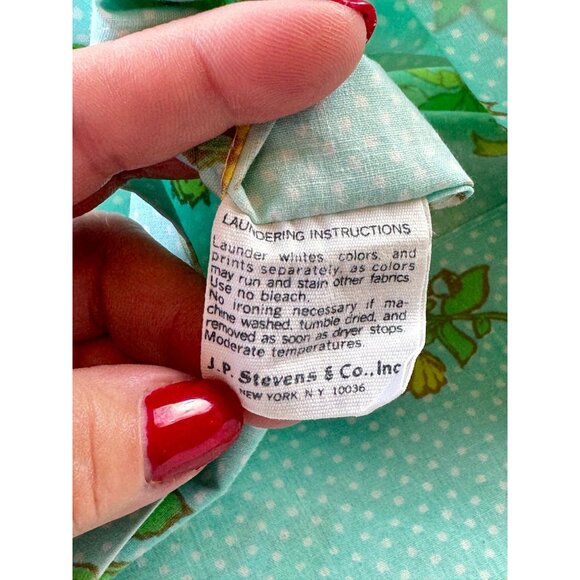 LAUNDERING INSTRUCTIONS
Launder whites, colors, and
prints separately, as colors
may run and stain other fabrics.
Use no bleach.
No ironing necessary if ma-
chine washed, tumble dried, and
removed as soon as dryer stops.
Moderate temperatures.
J.P. Stevens & Co., Inc
NEW YORK N Y 10036